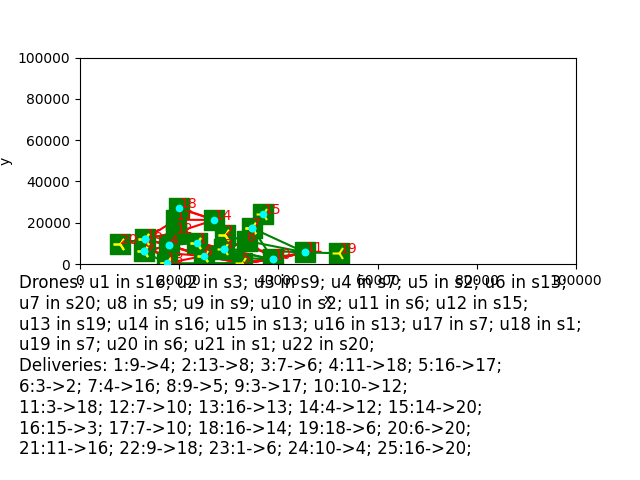 100000
80000
60000
40000
20000
0
y
0 20000 40000 60000 80000 100000
x
Drones: u1 in s16; u2 in s3; u3 in s9; u4 in s7; u5 in s2; u6 in s13;
u7 in s20; u8 in s5; u9 in s9; u10 in s2; u11 in s6; u12 in s15;
u13 in s19; u14 in s16; u15 in s13; u16 in s13; u17 in s7; u18 in s1;
u19 in s7; u20 in s6; u21 in s1; u22 in s20;
Deliveries: 1:9->4; 2:13->8; 3:7->6; 4:11->18; 5:16->17;
6:3->2; 7:4->16; 8:9->5; 9:3->17; 10:10->12;
11:3->18; 12:7->10; 13:16->13; 14:4->12; 15:14->20;
16:15->3; 17:7->10; 18:16->14; 19:18->6; 20:6->20;
21:11->16; 22:9->18; 23:1->6; 24:10->4; 25:16->20;